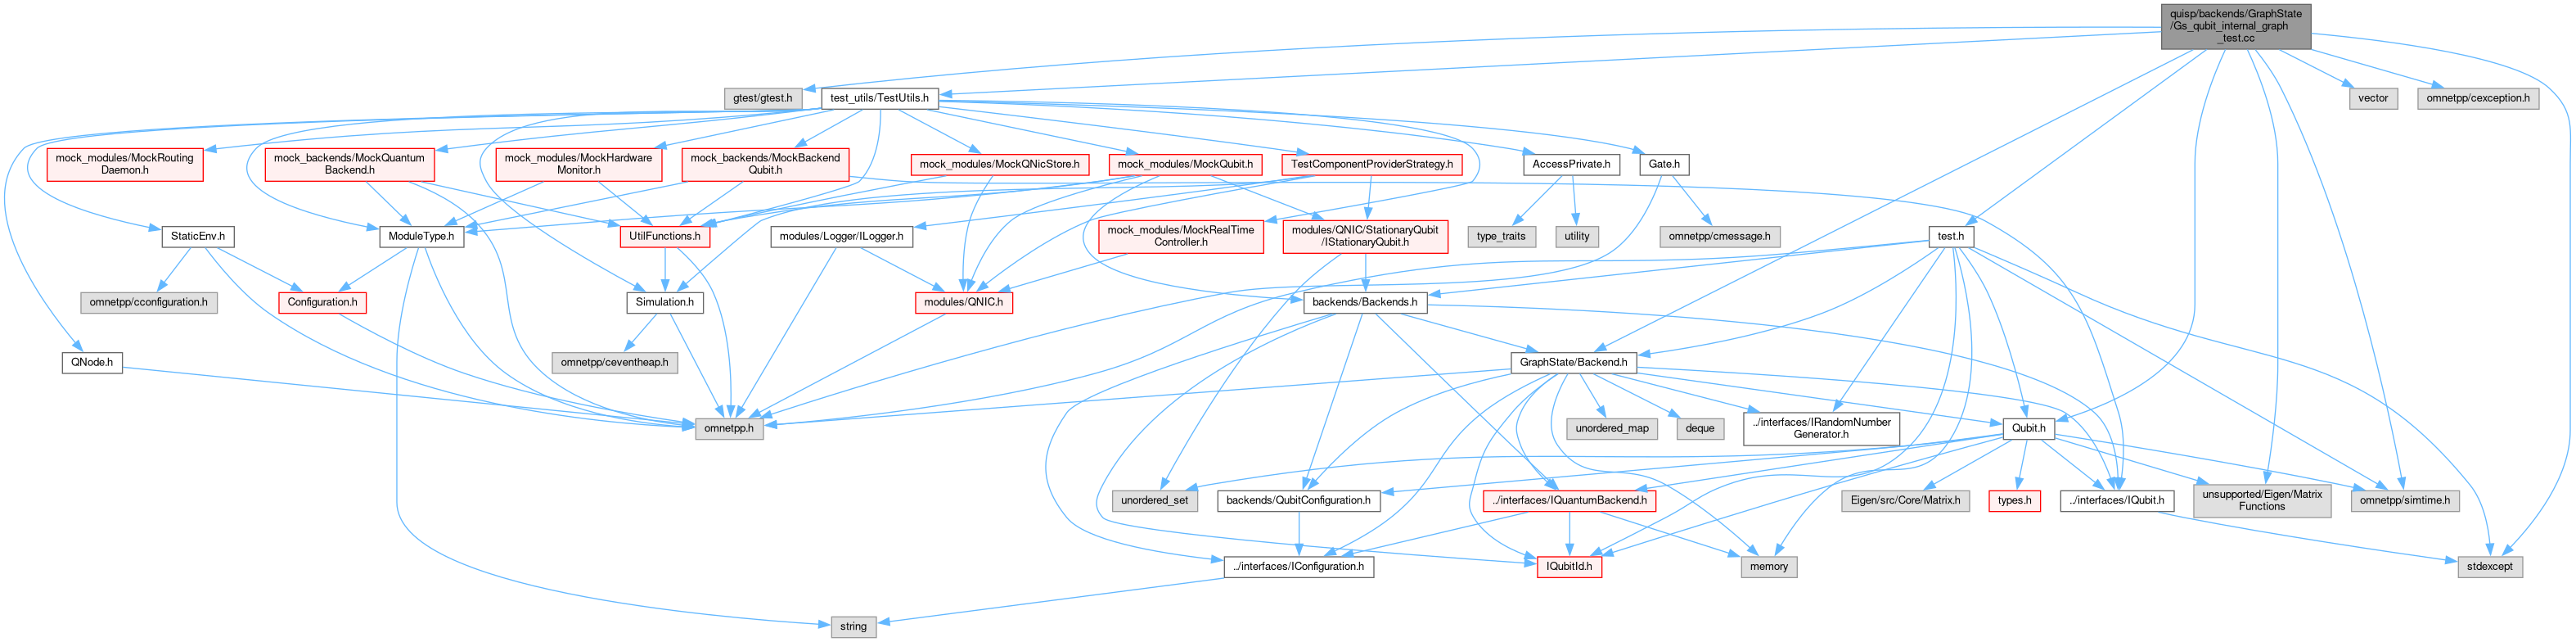 quisp/backends/GraphState
/Gs_qubit_internal_graph
_test.cc
gtest/gtest.h
test_utils/TestUtils.h
vector
omnetpp/cexception.h
mock_modules/MockRouting
Daemon.h
mock_backends/MockQuantum
Backend.h
mock_modules/MockHardware
Monitor.h
mock_backends/MockBackend
Qubit.h
mock_modules/MockQNicStore.h
mock_modules/MockQubit.h
TestComponentProviderStrategy.h
AccessPrivate.h
Gate.h
StaticEnv.h
ModuleType.h
UtilFunctions.h
modules/Logger/ILogger.h
mock_modules/MockRealTime
Controller.h
modules/QNIC/StationaryQubit
/IStationaryQubit.h
type_traits
utility
omnetpp/cmessage.h
test.h
omnetpp/cconfiguration.h
Configuration.h
Simulation.h
modules/QNIC.h
backends/Backends.h
QNode.h
omnetpp/ceventheap.h
GraphState/Backend.h
omnetpp.h
unordered_map
deque
../interfaces/IRandomNumber
Generator.h
Qubit.h
unordered_set
backends/QubitConfiguration.h
../interfaces/IQuantumBackend.h
Eigen/src/Core/Matrix.h
types.h
../interfaces/IQubit.h
unsupported/Eigen/Matrix
Functions
omnetpp/simtime.h
../interfaces/IConfiguration.h
IQubitId.h
memory
stdexcept
string